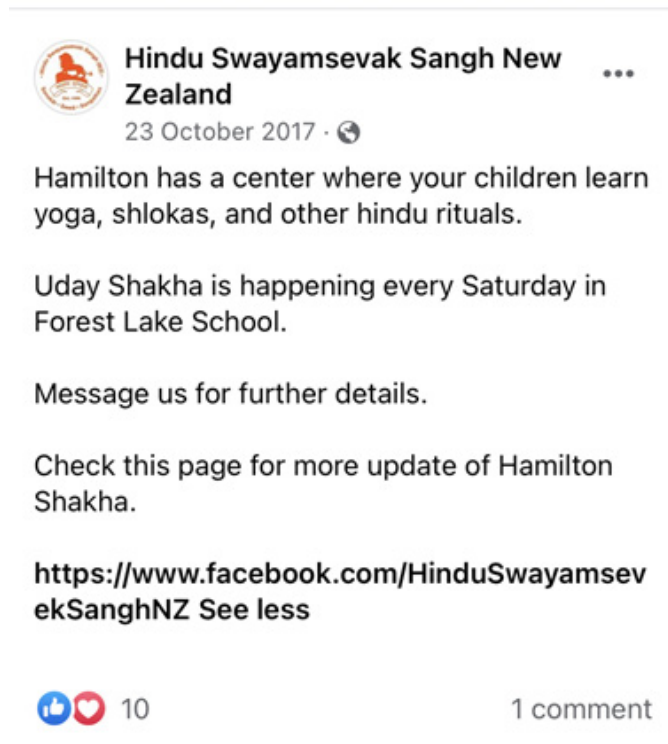 Hindu Swayamsevak Sangh New
Zealand
23 October 2017 ·
Hamilton has a center where your children learn
yoga, shlokas, and other hindu rituals.
Uday Shakha is happening every Saturday in
Forest Lake School.
Message us for further details.
Check this page for more update of Hamilton
Shakha.
https://www.facebook.com/HinduSwayamsev
ekSanghNZ See less
10
1 comment